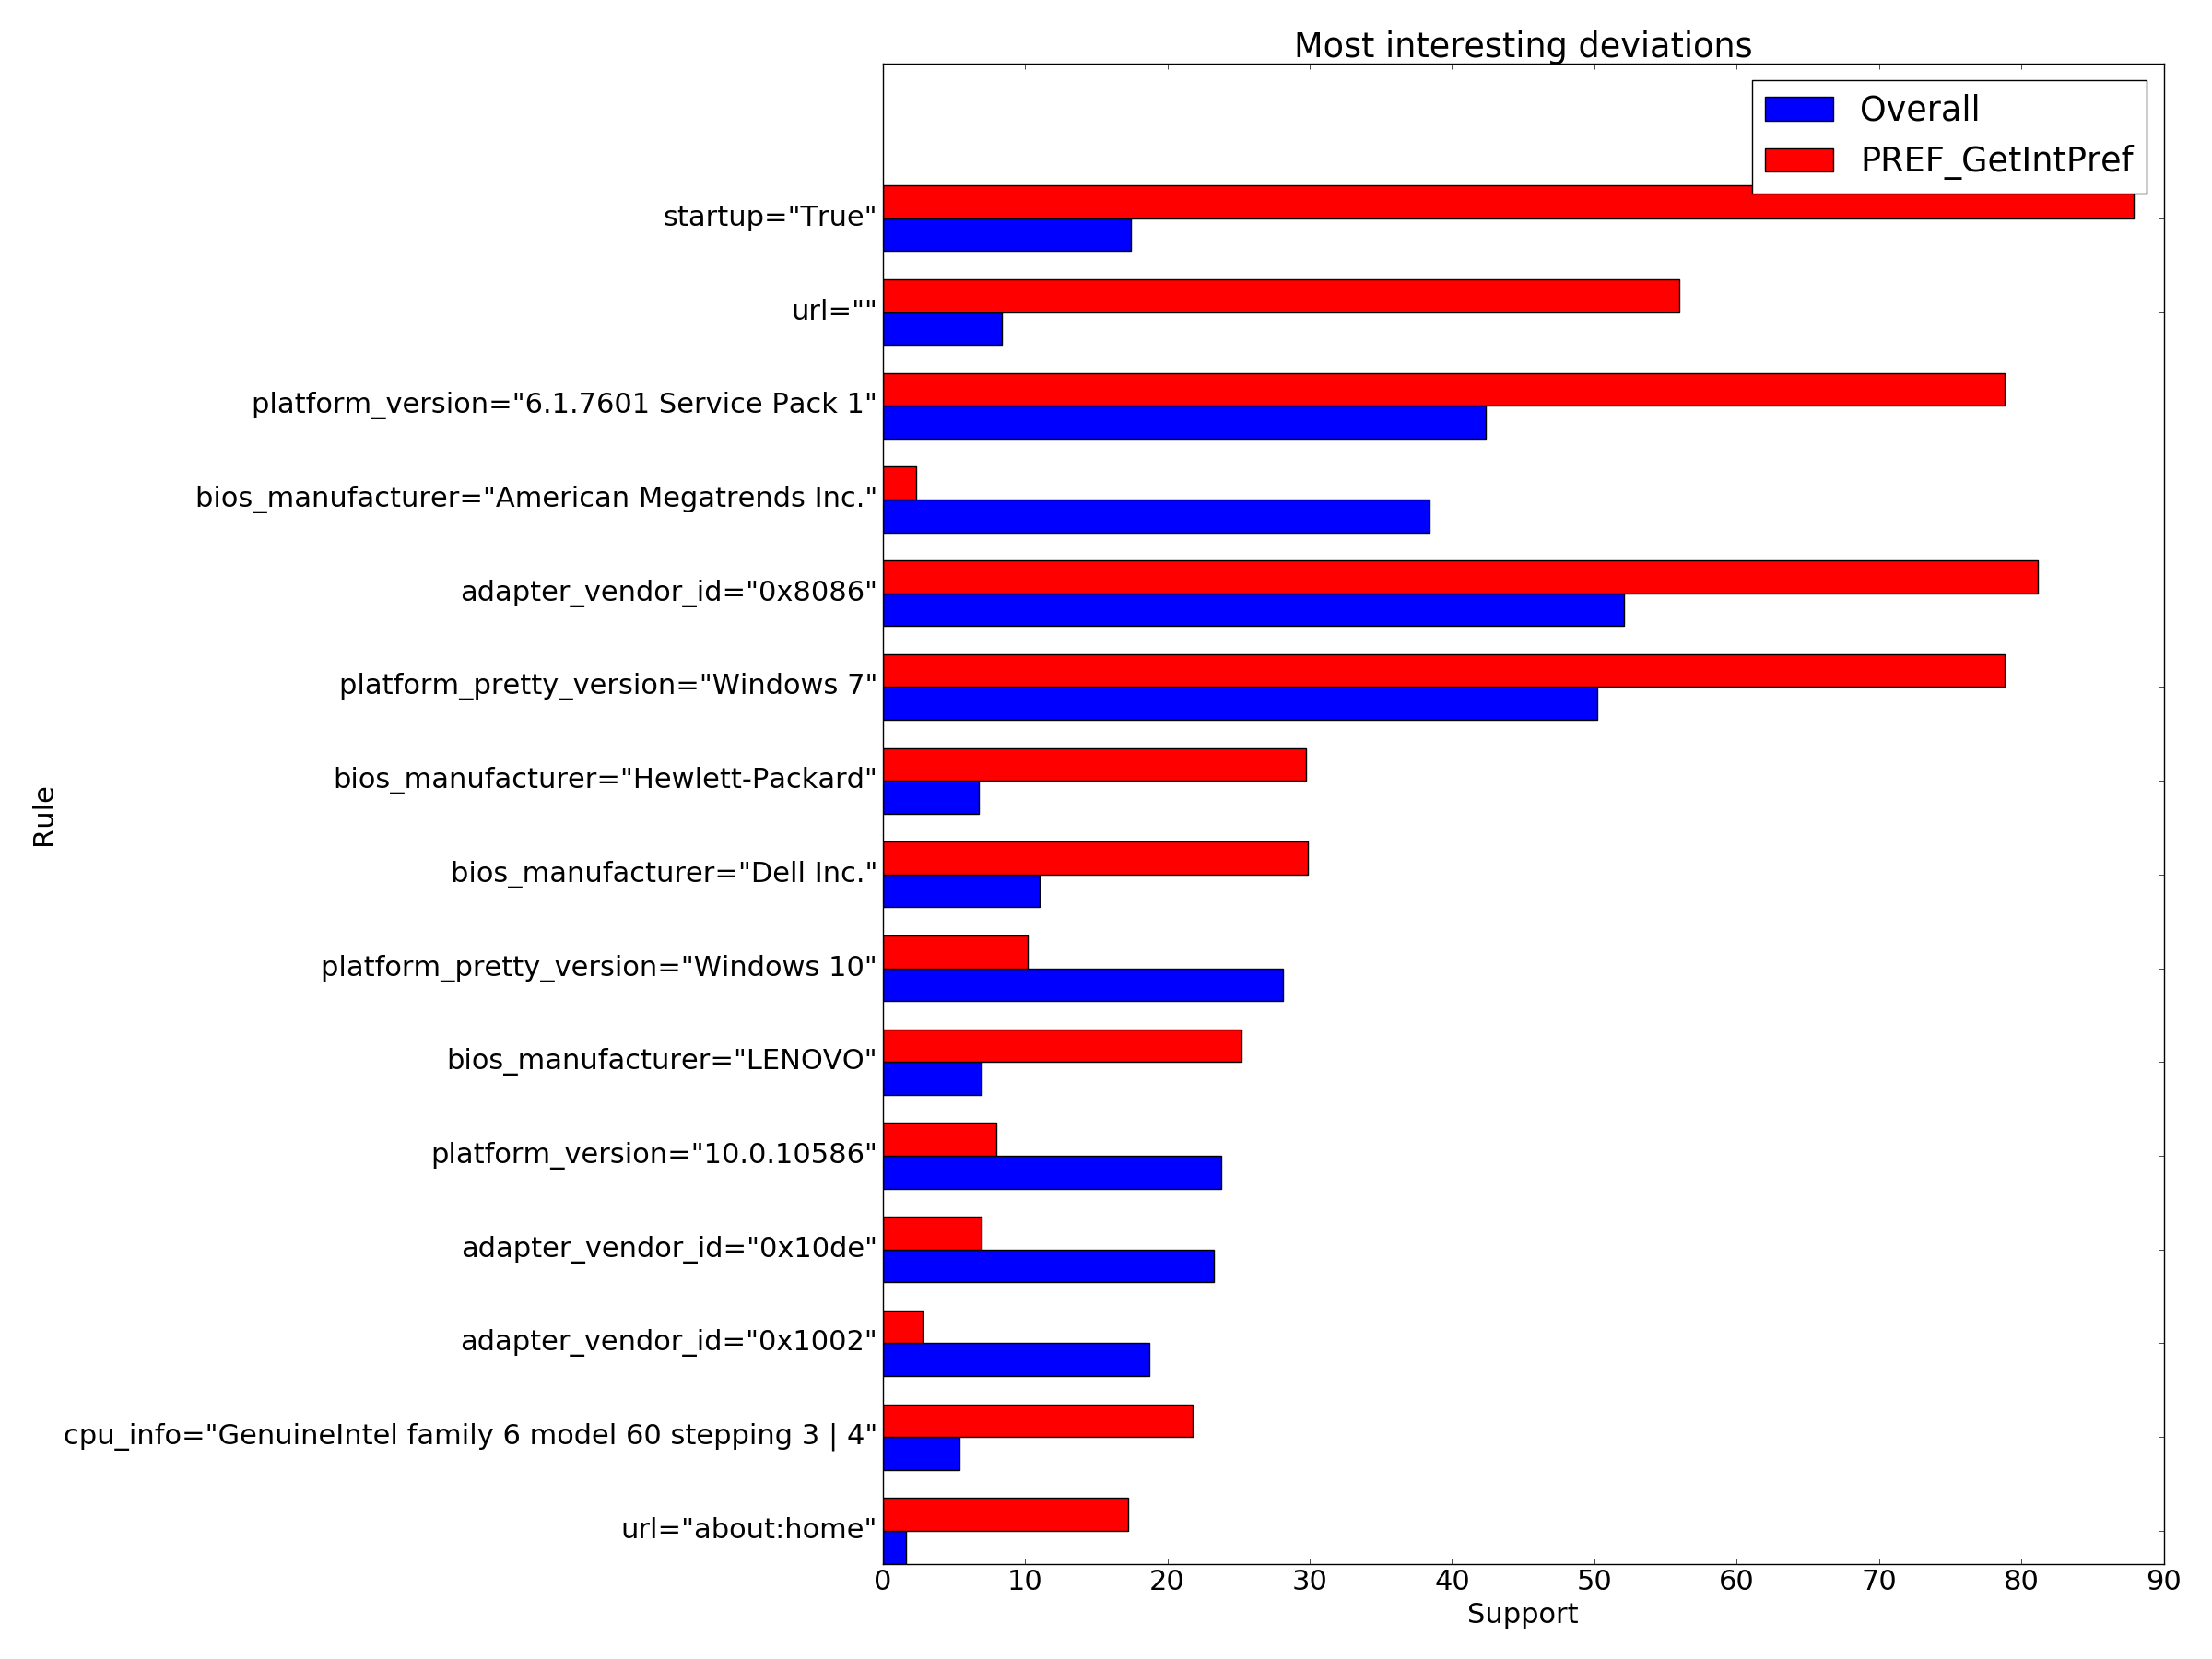 Most interesting deviations
Overall
PREF_GetIntPref
startup="True"
url=""
platform_version="6.1.7601 Service Pack 1"
bios_manufacturer="American Megatrends Inc."
adapter_vendor_id="0x8086"
platform_pretty_version="Windows 7"
bios_manufacturer="Hewlett-Packard"
Rule
bios_manufacturer="Dell Inc."
platform_pretty_version="Windows 10"
bios_manufacturer="LENOVO"
platform_version="10.0.10586"
adapter_vendor_id="0x10de"
adapter_vendor_id="0x1002"
cpu_info="GenuineIntel family 6 model 60 stepping 3 | 4"
url="about:home"
0 10 20 30 40 50 60 70 80 90
Support